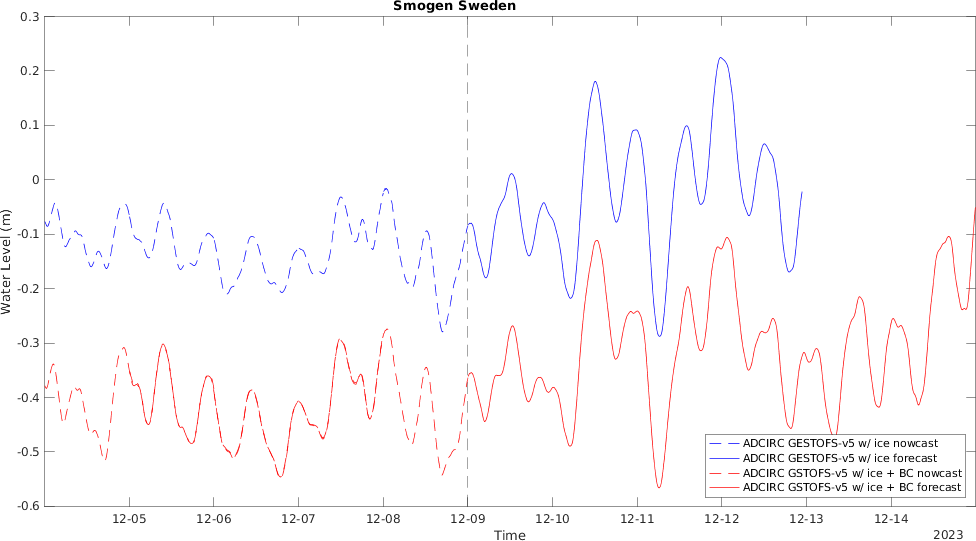 Smogen Sweden
0.3
0.2
0.1
0
-0.1
-0.2
-0.3
-0.4
-0.5
-0.6
Water Level (m)
12-05 12-06 12-07 12-08 12-09 12-10 12-11 12-12 12-13 12-14
Time
2023
ADCIRC GESTOFS-v5 w/ ice nowcast
ADCIRC GESTOFS-v5 w/ ice forecast
ADCIRC GSTOFS-v5 w/ ice + BC nowcast
ADCIRC GSTOFS-v5 w/ ice + BC forecast